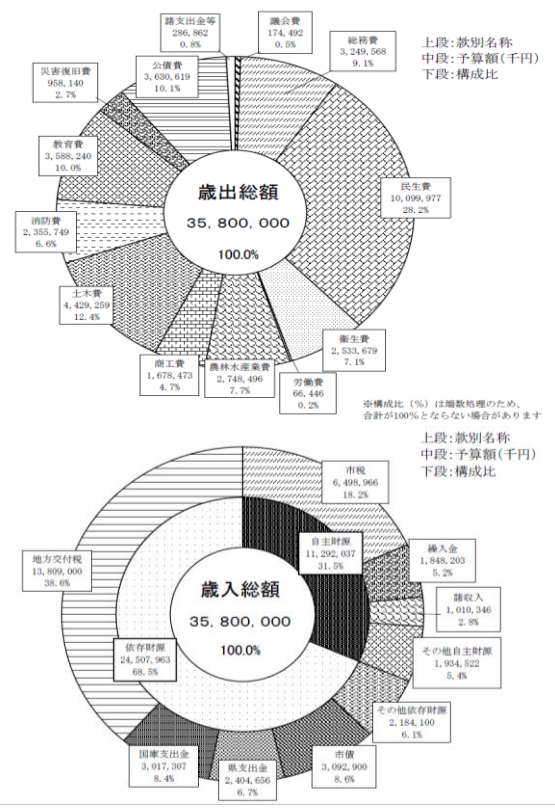 諸支出金等
286,862
0.8%
議会費
174,492
0.5%
総務費
3,249,568
9.1%
上段:款別名称
中段:予算額(千円)
下段:構成比
公債費
3,630,619
10.1%
災害復旧費
958,140
2.7%
教育費
3,588,240
10.0%
民生費
10,099,977
28.2%
歳出総額
35,800,000
100.0%
消防費
2,355,749
6.6%
土木費
4,429,259
12.4%
衛生費
2,533,679
7.1%
商工費
1,678,473
4.7%
農林水産業費
2,748,496
7.7%
労働費
66,446
0.2%
※構成比(%)は端数処理のため、
合計が100%とならない場合があります
上段:款別名称
中段:予算額(千円)
下段:構成比
市税
6,498,966
18.2%
自主財源
11,292,037
31.5%
繰入金
1,848,203
5.2%
地方交付税
13,809,000
38.6%
歳入総額
35,800,000
100.0%
諸収入
1,010,346
2.8%
依存財源
24,507,963
68.5%
その他自主財源
1,934,522
5.4%
その他依存財源
2,184,100
6.1%
国庫支出金
3,017,307
8.4%
県支出金
2,404,656
6.7%
市債
3,092,900
8.6%